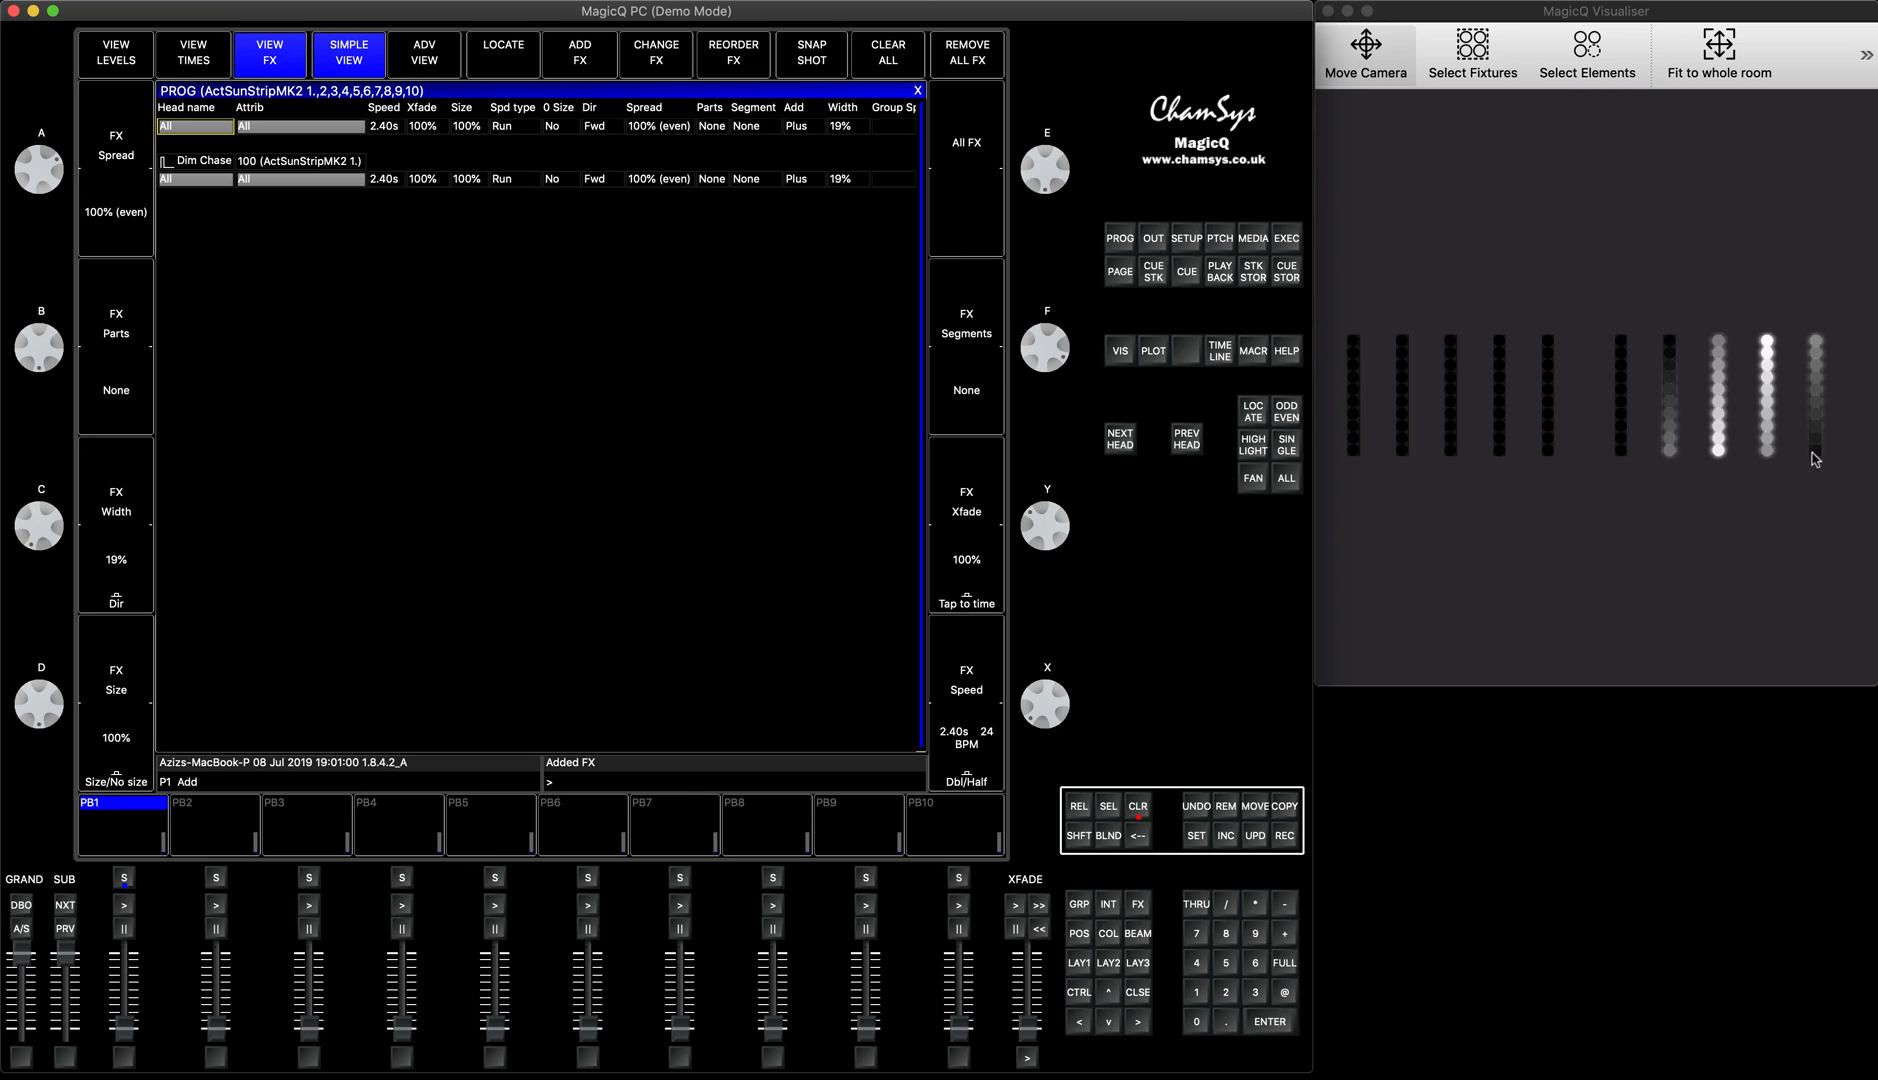 MagicQ PC (Demo Mode)
MagicQ Visualiser
VIEW LEVELS
VIEW TIMES
VIEW FX
SIMPLE VIEW
ADV VIEW
LOCATE
ADD FX
CHANGE FX
REORDER FX
SNAP SHOT
CLEAR ALL
REMOVE ALL FX
Move Camera
Select Fixtures
Select Elements
Fit to whole room
»
PROG (ActSunStripMK2 1.,2,3,4,5,6,7,8,9,10)
X
Head name Attrib Speed Xfade Size Spd type 0 Size Dir Spread Parts Segment Add Width Group Sp
All All 2.40s 100% 100% Run No Fwd 100% (even) None None Plus 19%
Dim Chase 100 (ActSunStripMK2 1.)
All All 2.40s 100% 100% Run No Fwd 100% (even) None None Plus 19%
A
FX
Spread
100% (even)
B
FX
Parts
None
C
FX
Width
19%
Dir
D
FX
Size
100%
Size/No size
All FX
E
FX
Segments
None
F
FX
Xfade
100%
Tap to time
Y
FX
Speed
2.40s 24
BPM
Dbl/Half
X
ChamSys
MagicQ
www.chamsys.co.uk
PROG OUT SETUP PTCH MEDIA EXEC
PAGE CUE STK CUE PLAY BACK STK STOR CUE STOR
VIS PLOT TIME LINE MACR HELP
LOC ATE ODD EVEN
NEXT HEAD PREV HEAD HIGH LIGHT SIN GLE
FAN ALL
Azizs-MacBook-P 08 Jul 2019 19:01:00 1.8.4.2_A
Added FX
P1 Add
>
PB1 PB2 PB3 PB4 PB5 PB6 PB7 PB8 PB9 PB10
REL SEL CLR UNDO REM MOVE COPY
SHFT BLND <-- SET INC UPD REC
GRAND SUB S S S S S S S S S S XFADE
DBO NXT > > > > > > > > > > > >>
A/S PRV || || || || || || || || || || || <<
>
GRP INT FX THRU / * -
POS COL BEAM 7 8 9 +
LAY1 LAY2 LAY3 4 5 6 FULL
CTRL ^ CLSE 1 2 3 @
< v > 0 . ENTER